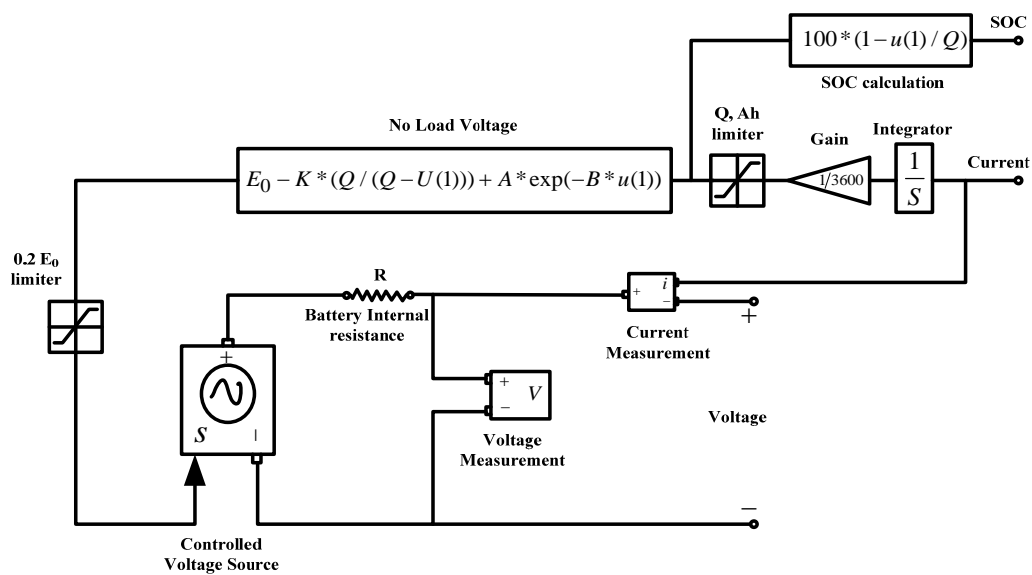 SOC
100*(1−u(1)/Q)
SOC calculation
Q, Ah
limiter
Gain
Integrator
No Load Voltage
Current
E₀ − K*(Q/(Q−U(1))) + A*exp(−B*u(1))
1/3600
1
S
0.2 E₀
limiter
R
Battery Internal
resistance
+
i
−
Current
Measurement
+
+
S
−
+
−
V
Voltage
Voltage
Measurement
−
Controlled
Voltage Source